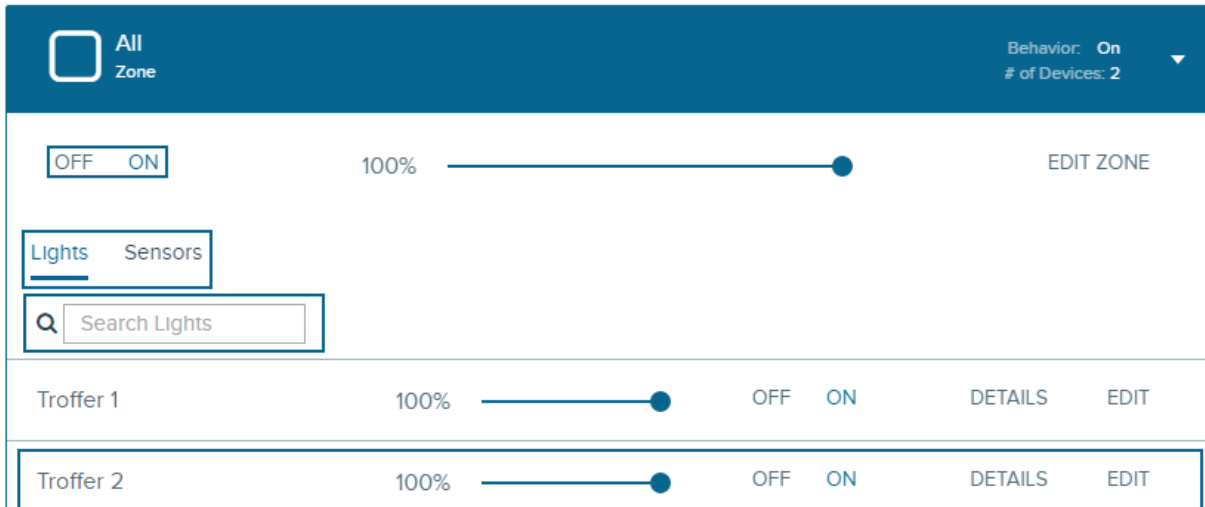 All
Zone
Behavior: On
# of Devices: 2
OFF ON
100%
EDIT ZONE
Lights Sensors
Search Lights
Troffer 1 100% OFF ON DETAILS EDIT
Troffer 2 100% OFF ON DETAILS EDIT